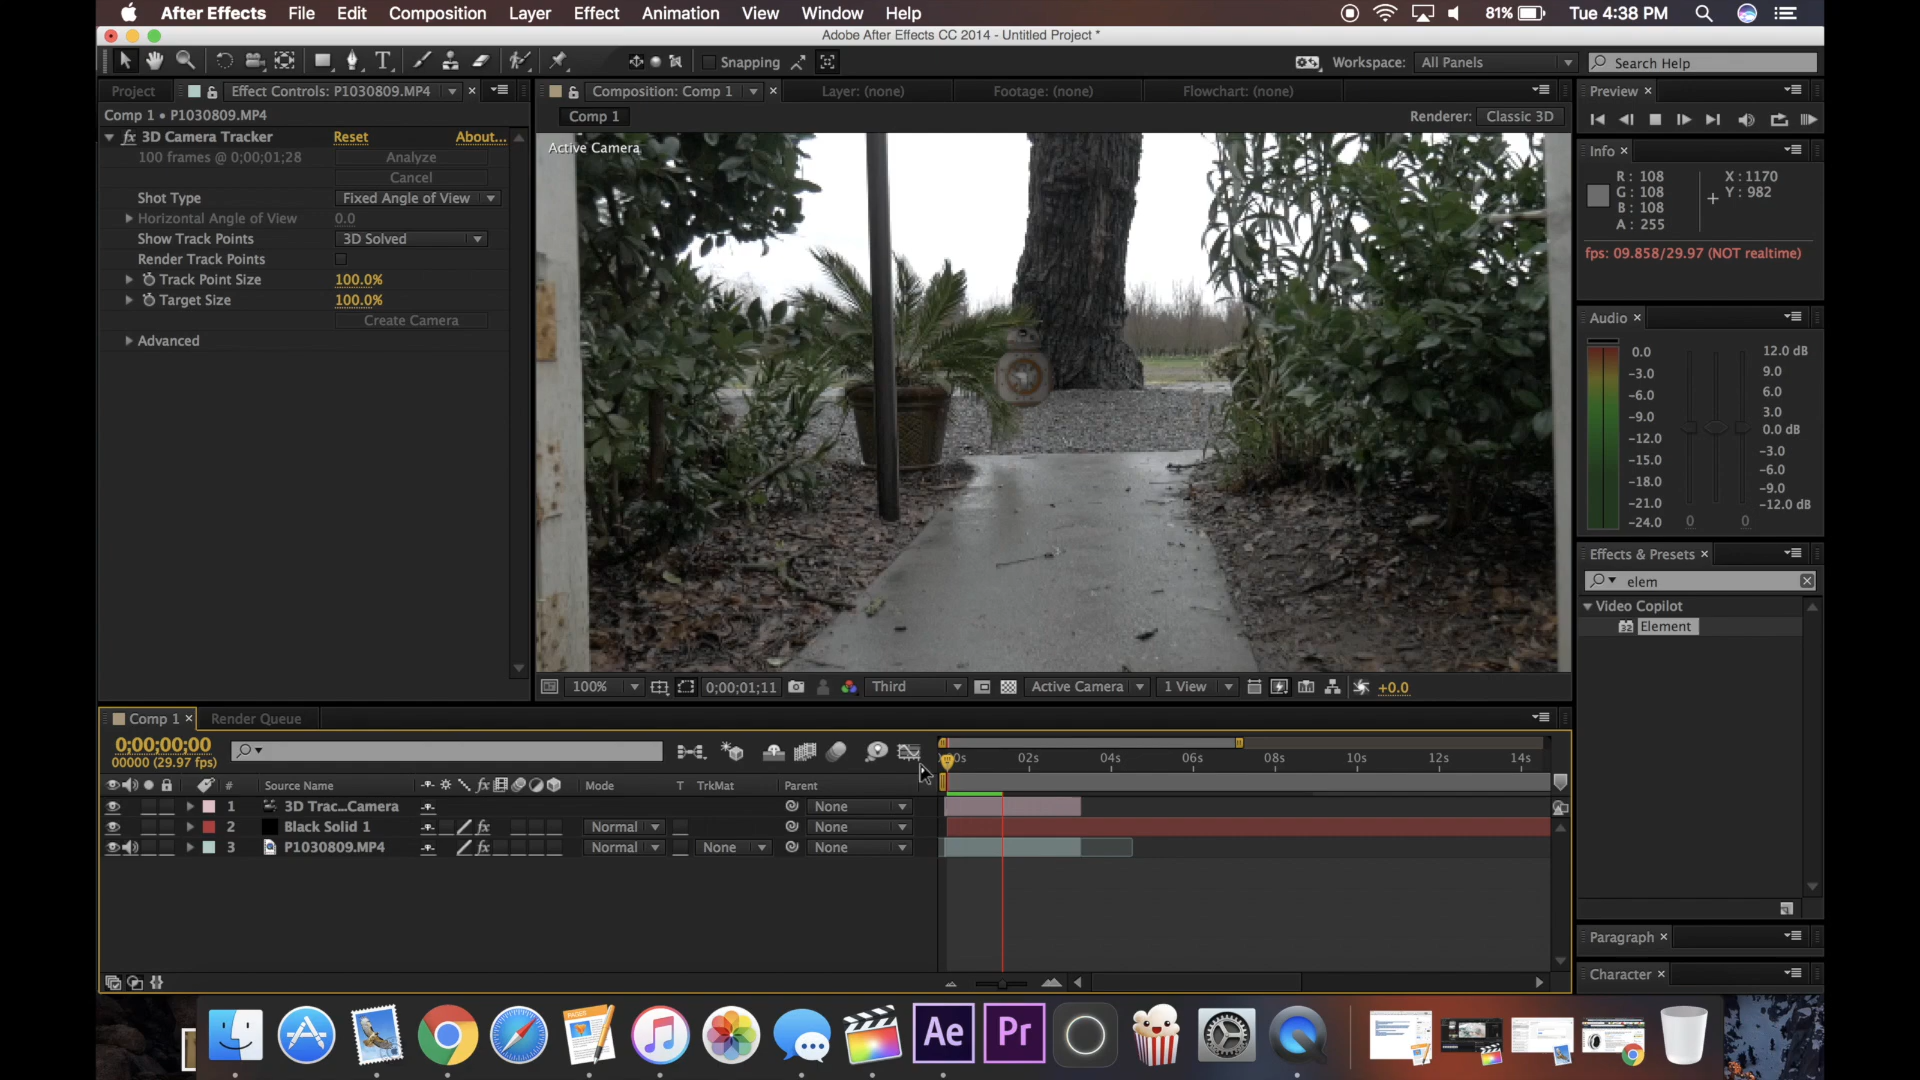 After Effects File Edit Composition Layer Effect Animation View Window Help 81% Tue 4:38 PM
Adobe After Effects CC 2014 - Untitled Project *
Snapping Workspace: All Panels Search Help
Project Effect Controls: P1030809.MP4 Composition: Comp 1 Layer: (none) Footage: (none) Flowchart: (none) Preview
Comp 1 • P1030809.MP4 Comp 1 Renderer: Classic 3D
fx 3D Camera Tracker Reset About...
Active Camera
100 frames @ 0;00;01;28 Analyze
Cancel
Shot Type Fixed Angle of View
Horizontal Angle of View 0.0
Show Track Points 3D Solved
Render Track Points
Track Point Size 100.0%
Target Size 100.0%
Create Camera
Advanced
Info
R: 108 X: 1170
G: 108 Y: 982
B: 108
A: 255
fps: 09.858/29.97 (NOT realtime)
Audio
0.0 12.0 dB
-3.0 9.0
-6.0 6.0
-9.0 3.0
-12.0 0.0 dB
-15.0 -3.0
-18.0 -6.0
-21.0 -9.0
-24.0 -12.0 dB
0 0
Effects & Presets
elem
Video Copilot
32 Element
100% 0;00;01;11 Third Active Camera 1 View +0.0
Comp 1 Render Queue
0;00;00;00
00000 (29.97 fps)
0s 02s 04s 06s 08s 10s 12s 14s
# Source Name fx Mode T TrkMat Parent
1 3D Trac...Camera None
2 Black Solid 1 fx Normal None
3 P1030809.MP4 fx Normal None None
Paragraph
Character
PAGES
Ae Pr